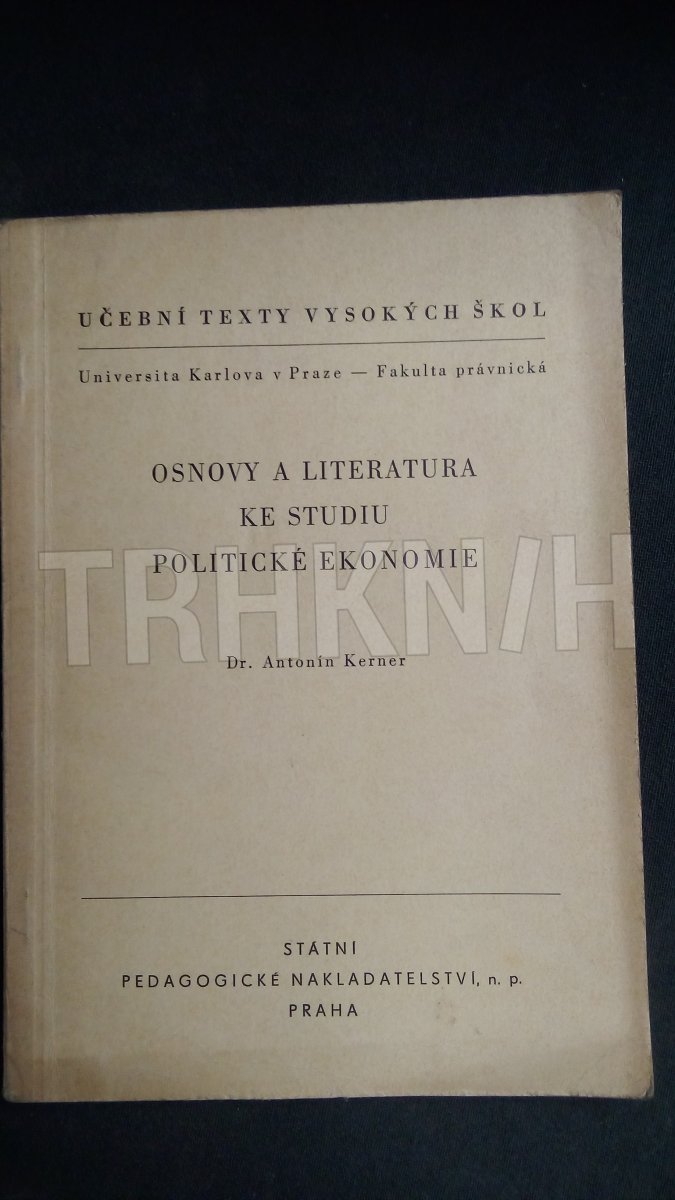 UČEBNÍ TEXTY VYSOKÝCH ŠKOL
Universita Karlova v Praze — Fakulta právnická
OSNOVY A LITERATURA
KE STUDIU
POLITICKÉ EKONOMIE
TRHKNIH
Dr. Antonín Kerner
STÁTNÍ
PEDAGOGICKÉ NAKLADATELSTVÍ, n. p.
PRAHA